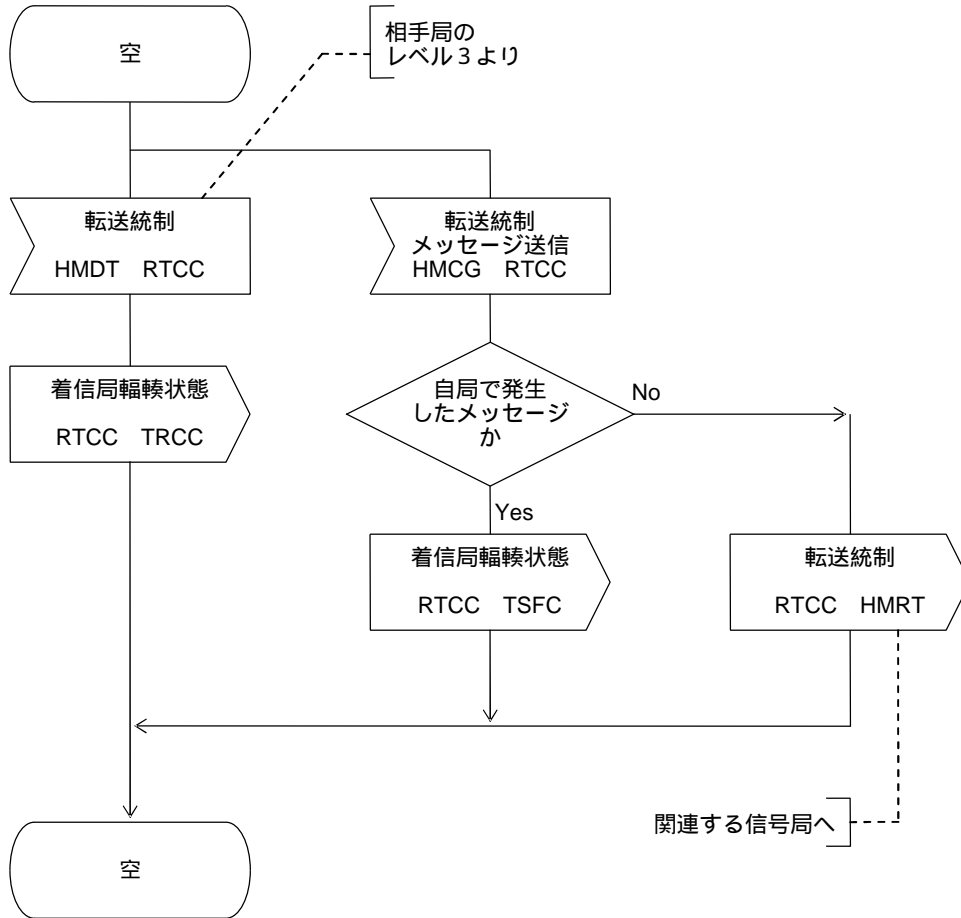 空
相手局の
レベル３より
転送統制
HMDT RTCC
転送統制
メッセージ送信
HMCG RTCC
着信局輻輳状態
RTCC TRCC
自局で発生
したメッセージ
か
No
Yes
着信局輻輳状態
RTCC TSFC
転送統制
RTCC HMRT
関連する信号局へ
空